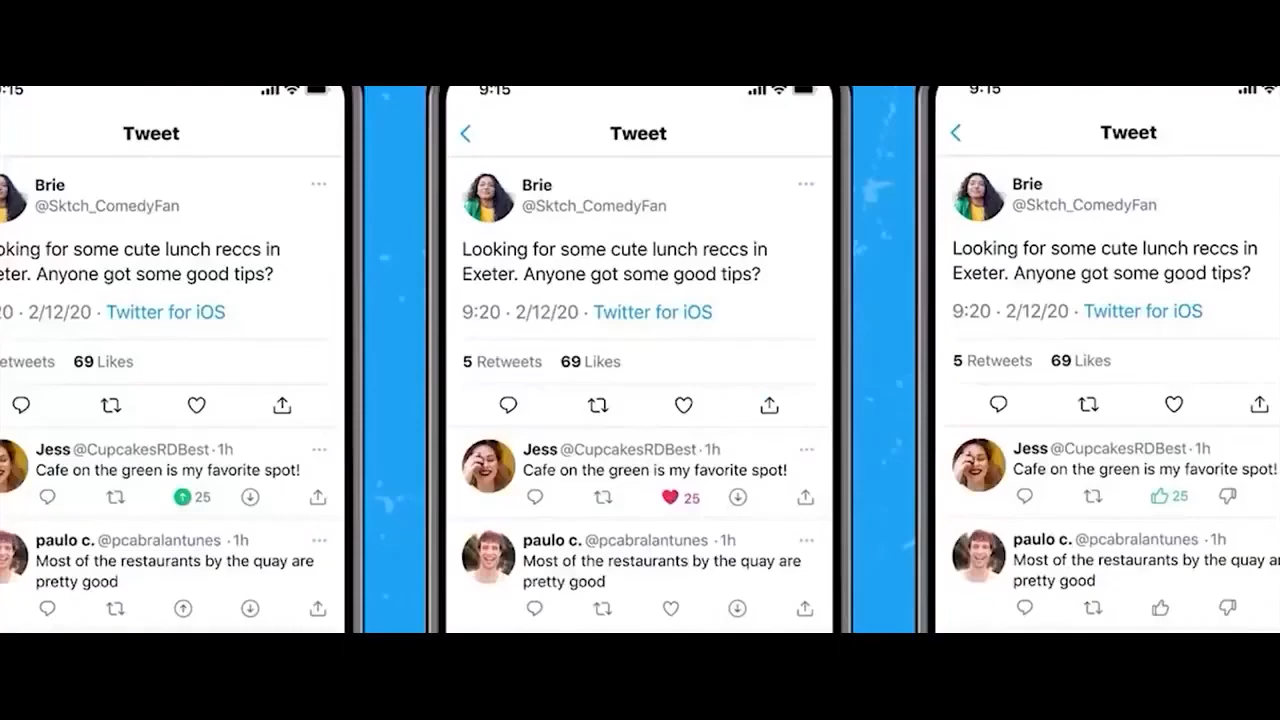 9:15
Tweet
Brie
@Sktch_ComedyFan
oking for some cute lunch reccs in
eter. Anyone got some good tips?
20 · 2/12/20 · Twitter for iOS
etweets 69 Likes
Jess @CupcakesRDBest · 1h
Cafe on the green is my favorite spot!
25
paulo c. @pcabralantunes · 1h
Most of the restaurants by the quay are
pretty good
9:15
Tweet
Brie
@Sktch_ComedyFan
Looking for some cute lunch reccs in
Exeter. Anyone got some good tips?
9:20 · 2/12/20 · Twitter for iOS
5 Retweets 69 Likes
Jess @CupcakesRDBest · 1h
Cafe on the green is my favorite spot!
25
paulo c. @pcabralantunes · 1h
Most of the restaurants by the quay are
pretty good
9:15
Tweet
Brie
@Sktch_ComedyFan
Looking for some cute lunch reccs in
Exeter. Anyone got some good tips?
9:20 · 2/12/20 · Twitter for iOS
5 Retweets 69 Likes
Jess @CupcakesRDBest · 1h
Cafe on the green is my favorite spot!
25
paulo c. @pcabralantunes · 1h
Most of the restaurants by the quay a
pretty good